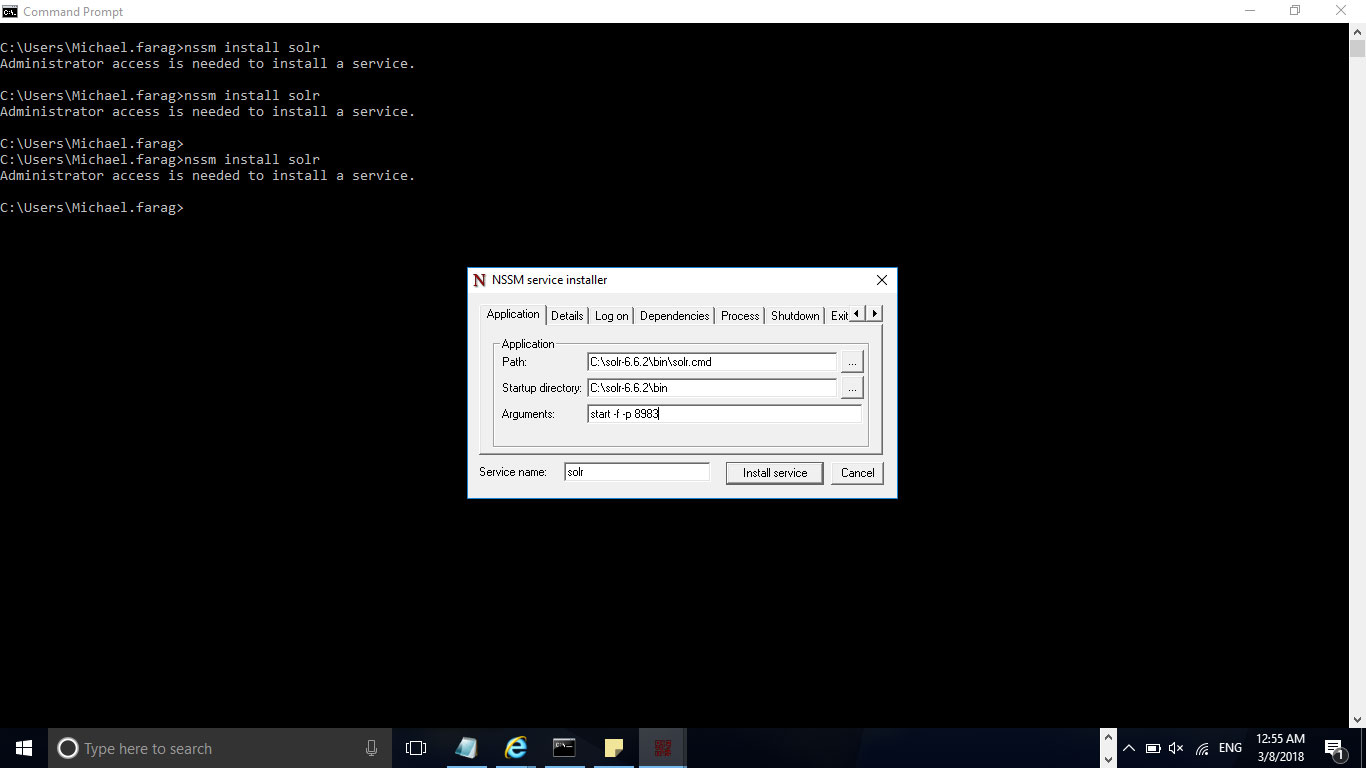 Command Prompt
C:\Users\Michael.farag>nssm install solr
Administrator access is needed to install a service.
C:\Users\Michael.farag>nssm install solr
Administrator access is needed to install a service.
C:\Users\Michael.farag>
C:\Users\Michael.farag>nssm install solr
Administrator access is needed to install a service.
C:\Users\Michael.farag>
N NSSM service installer
Application Details Log on Dependencies Process Shutdown Exit
Application
Path: C:\solr-6.6.2\bin\solr.cmd ...
Startup directory: C:\solr-6.6.2\bin ...
Arguments: start -f -p 8983
Service name: solr Install service Cancel
Type here to search
ENG
12:55 AM
3/8/2018
1